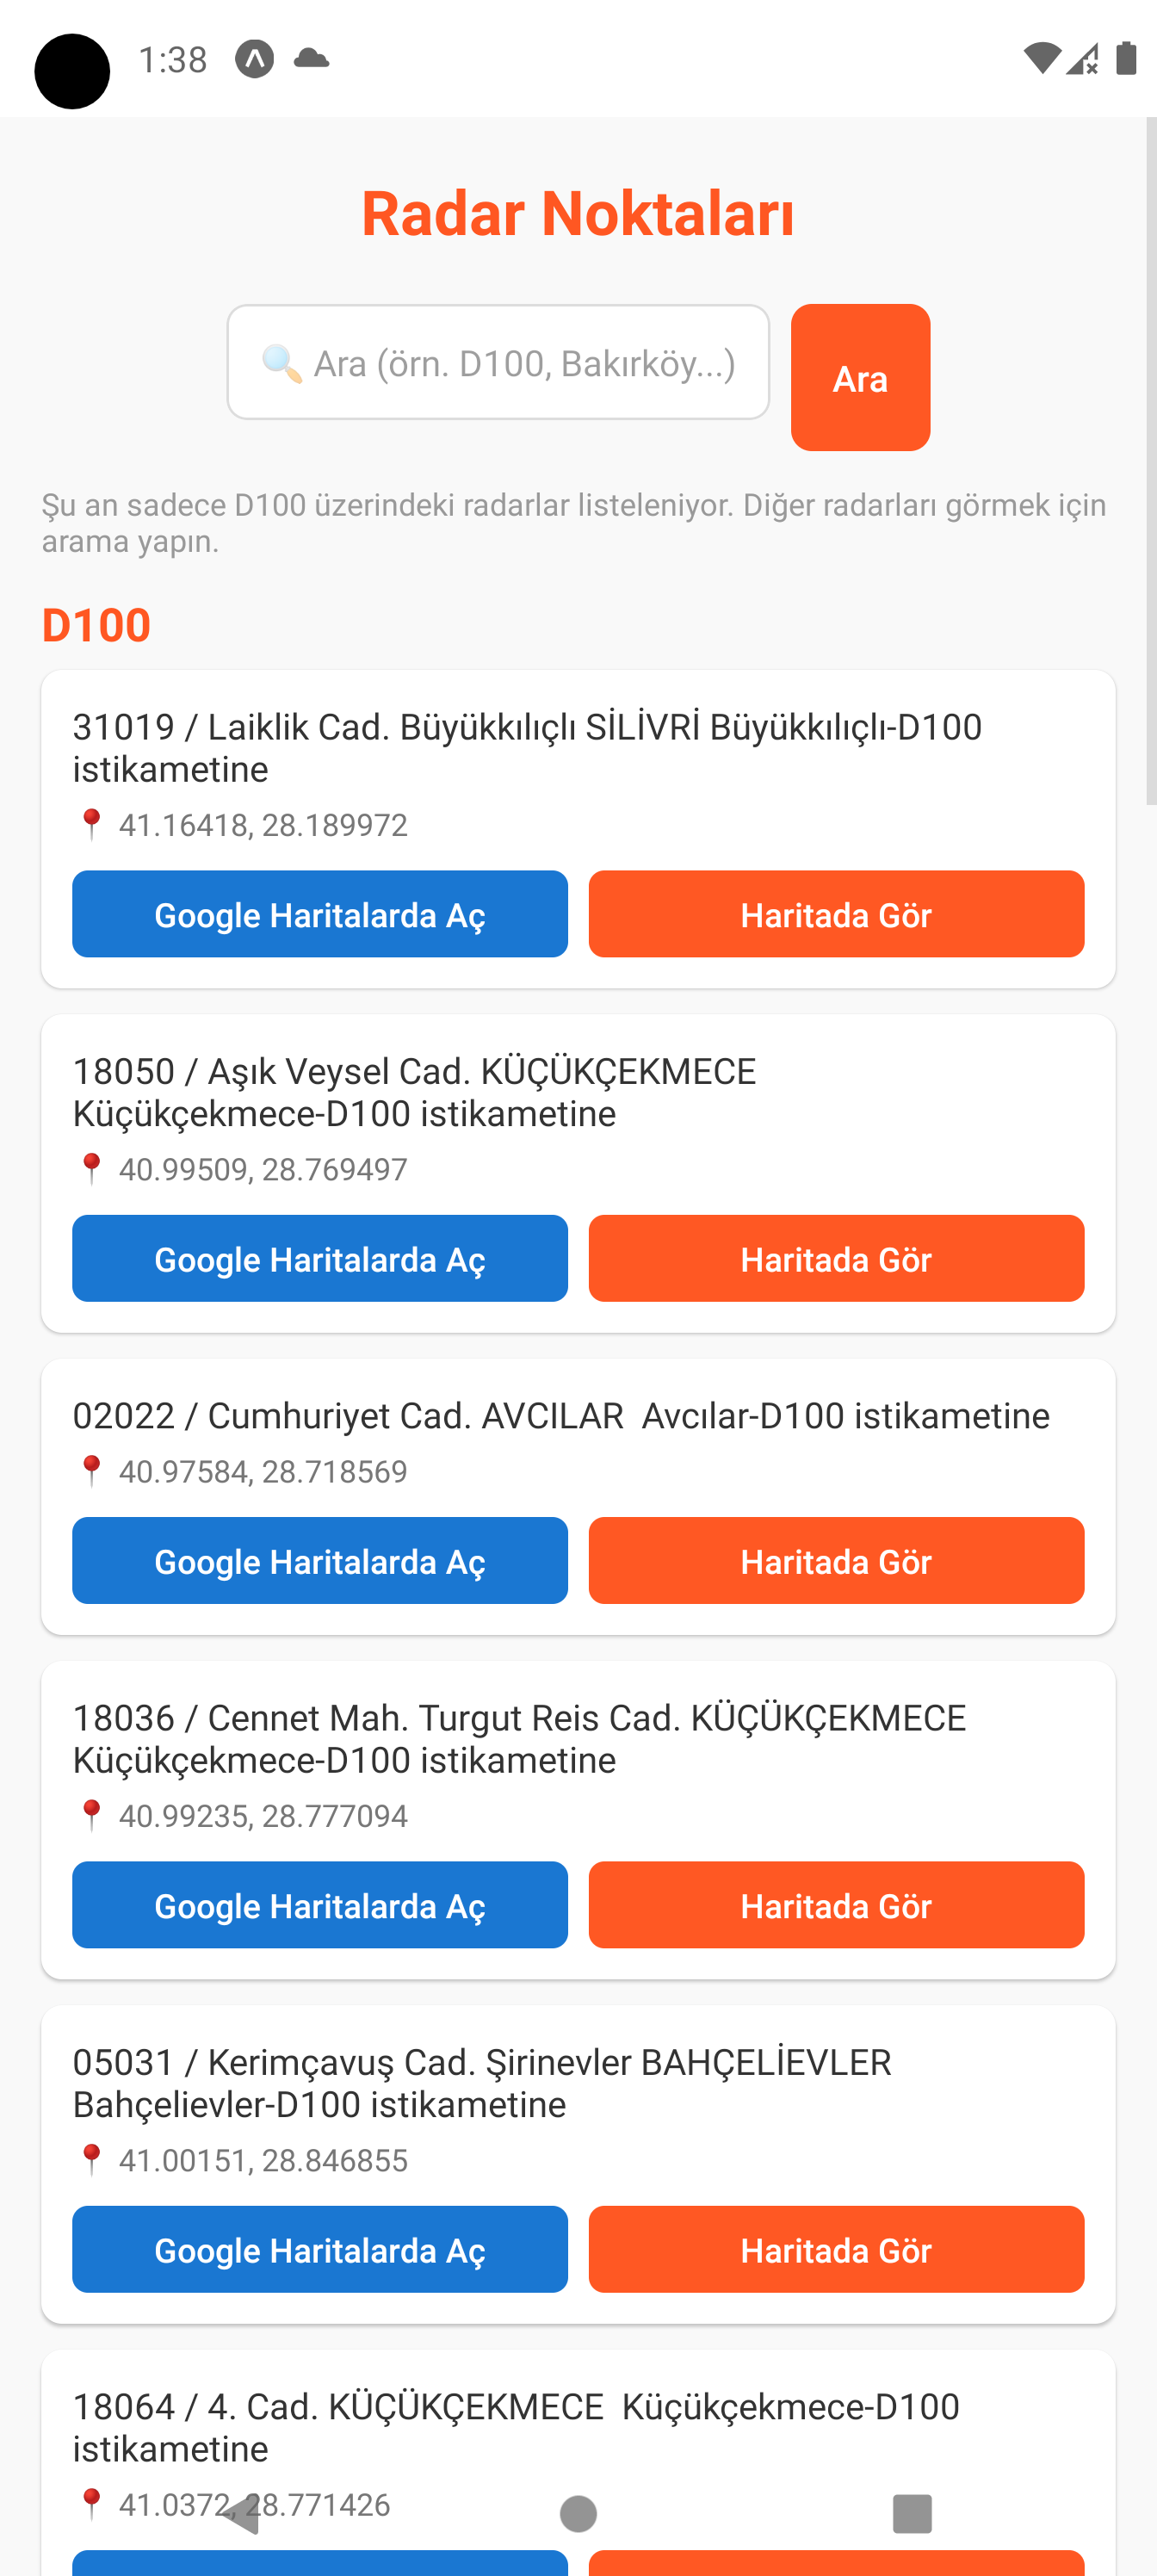 1:38
Radar Noktaları
🔍 Ara (örn. D100, Bakırköy...)
Ara
Şu an sadece D100 üzerindeki radarlar listeleniyor. Diğer radarları görmek için
arama yapın.
D100
31019 / Laiklik Cad. Büyükkılıçlı SİLİVRİ Büyükkılıçlı-D100
istikametine
📍 41.16418, 28.189972
Google Haritalarda Aç
Haritada Gör
18050 / Aşık Veysel Cad. KÜÇÜKÇEKMECE
Küçükçekmece-D100 istikametine
📍 40.99509, 28.769497
Google Haritalarda Aç
Haritada Gör
02022 / Cumhuriyet Cad. AVCILAR  Avcılar-D100 istikametine
📍 40.97584, 28.718569
Google Haritalarda Aç
Haritada Gör
18036 / Cennet Mah. Turgut Reis Cad. KÜÇÜKÇEKMECE
Küçükçekmece-D100 istikametine
📍 40.99235, 28.777094
Google Haritalarda Aç
Haritada Gör
05031 / Kerimçavuş Cad. Şirinevler BAHÇELİEVLER
Bahçelievler-D100 istikametine
📍 41.00151, 28.846855
Google Haritalarda Aç
Haritada Gör
18064 / 4. Cad. KÜÇÜKÇEKMECE  Küçükçekmece-D100
istikametine
📍 41.0372, 28.771426